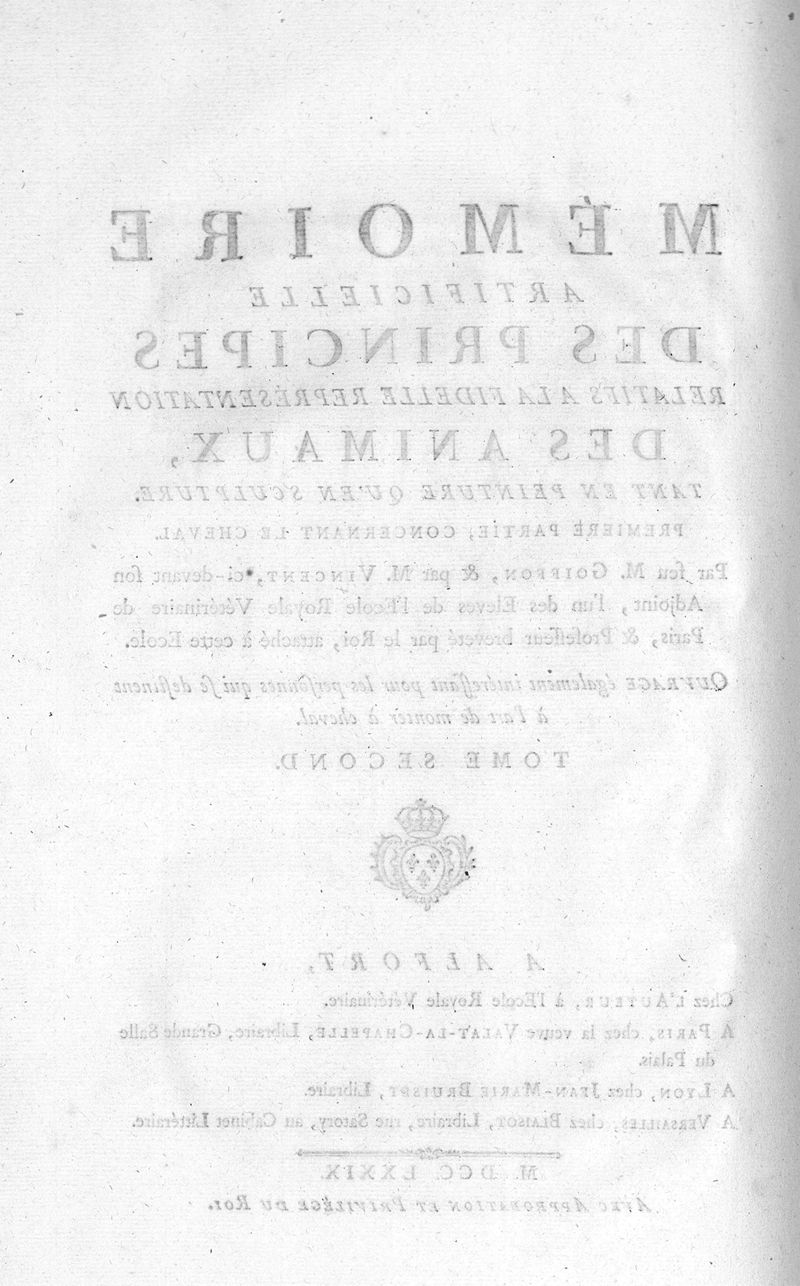 MÉMOIRE
ARTIFICIELLE
DES PRINCIPES
RELATIFS A LA FIDELLE REPRÉSENTATION
DES ANIMAUX,
TANT EN PEINTURE QU'EN SCULPTURE.
PREMIERE PARTIE, CONCERNANT LE CHEVAL.
Par feu M. GOIFFON, & par M. VINCENT, ci-devant ſon
Adjoint, l'un des Eleves de l'Ecole Royale Vétérinaire de
Paris, & Profeſſeur breveté par le Roi, attaché à cette Ecole.
OUVRAGE également intéreſſant pour les perſonnes qui ſe deſtinent
à l'art de monter à cheval.
TOME SECOND.
A ALFORT,
Chez L'AUTEUR, à l'Ecole Royale Vétérinaire.
A PARIS, chez la veuve VALAT-LA-CHAPELLE, Libraire, Grande Salle
du Palais.
A LYON, chez JEAN-MARIE BRUISET, Libraire.
A VERSAILLES, chez BLAISOT, Libraire, rue Satory, au Cabinet Littéraire.
M. DCC. LXXIX.
AVEC APPROBATION ET PRIVILÈGE DU ROI.